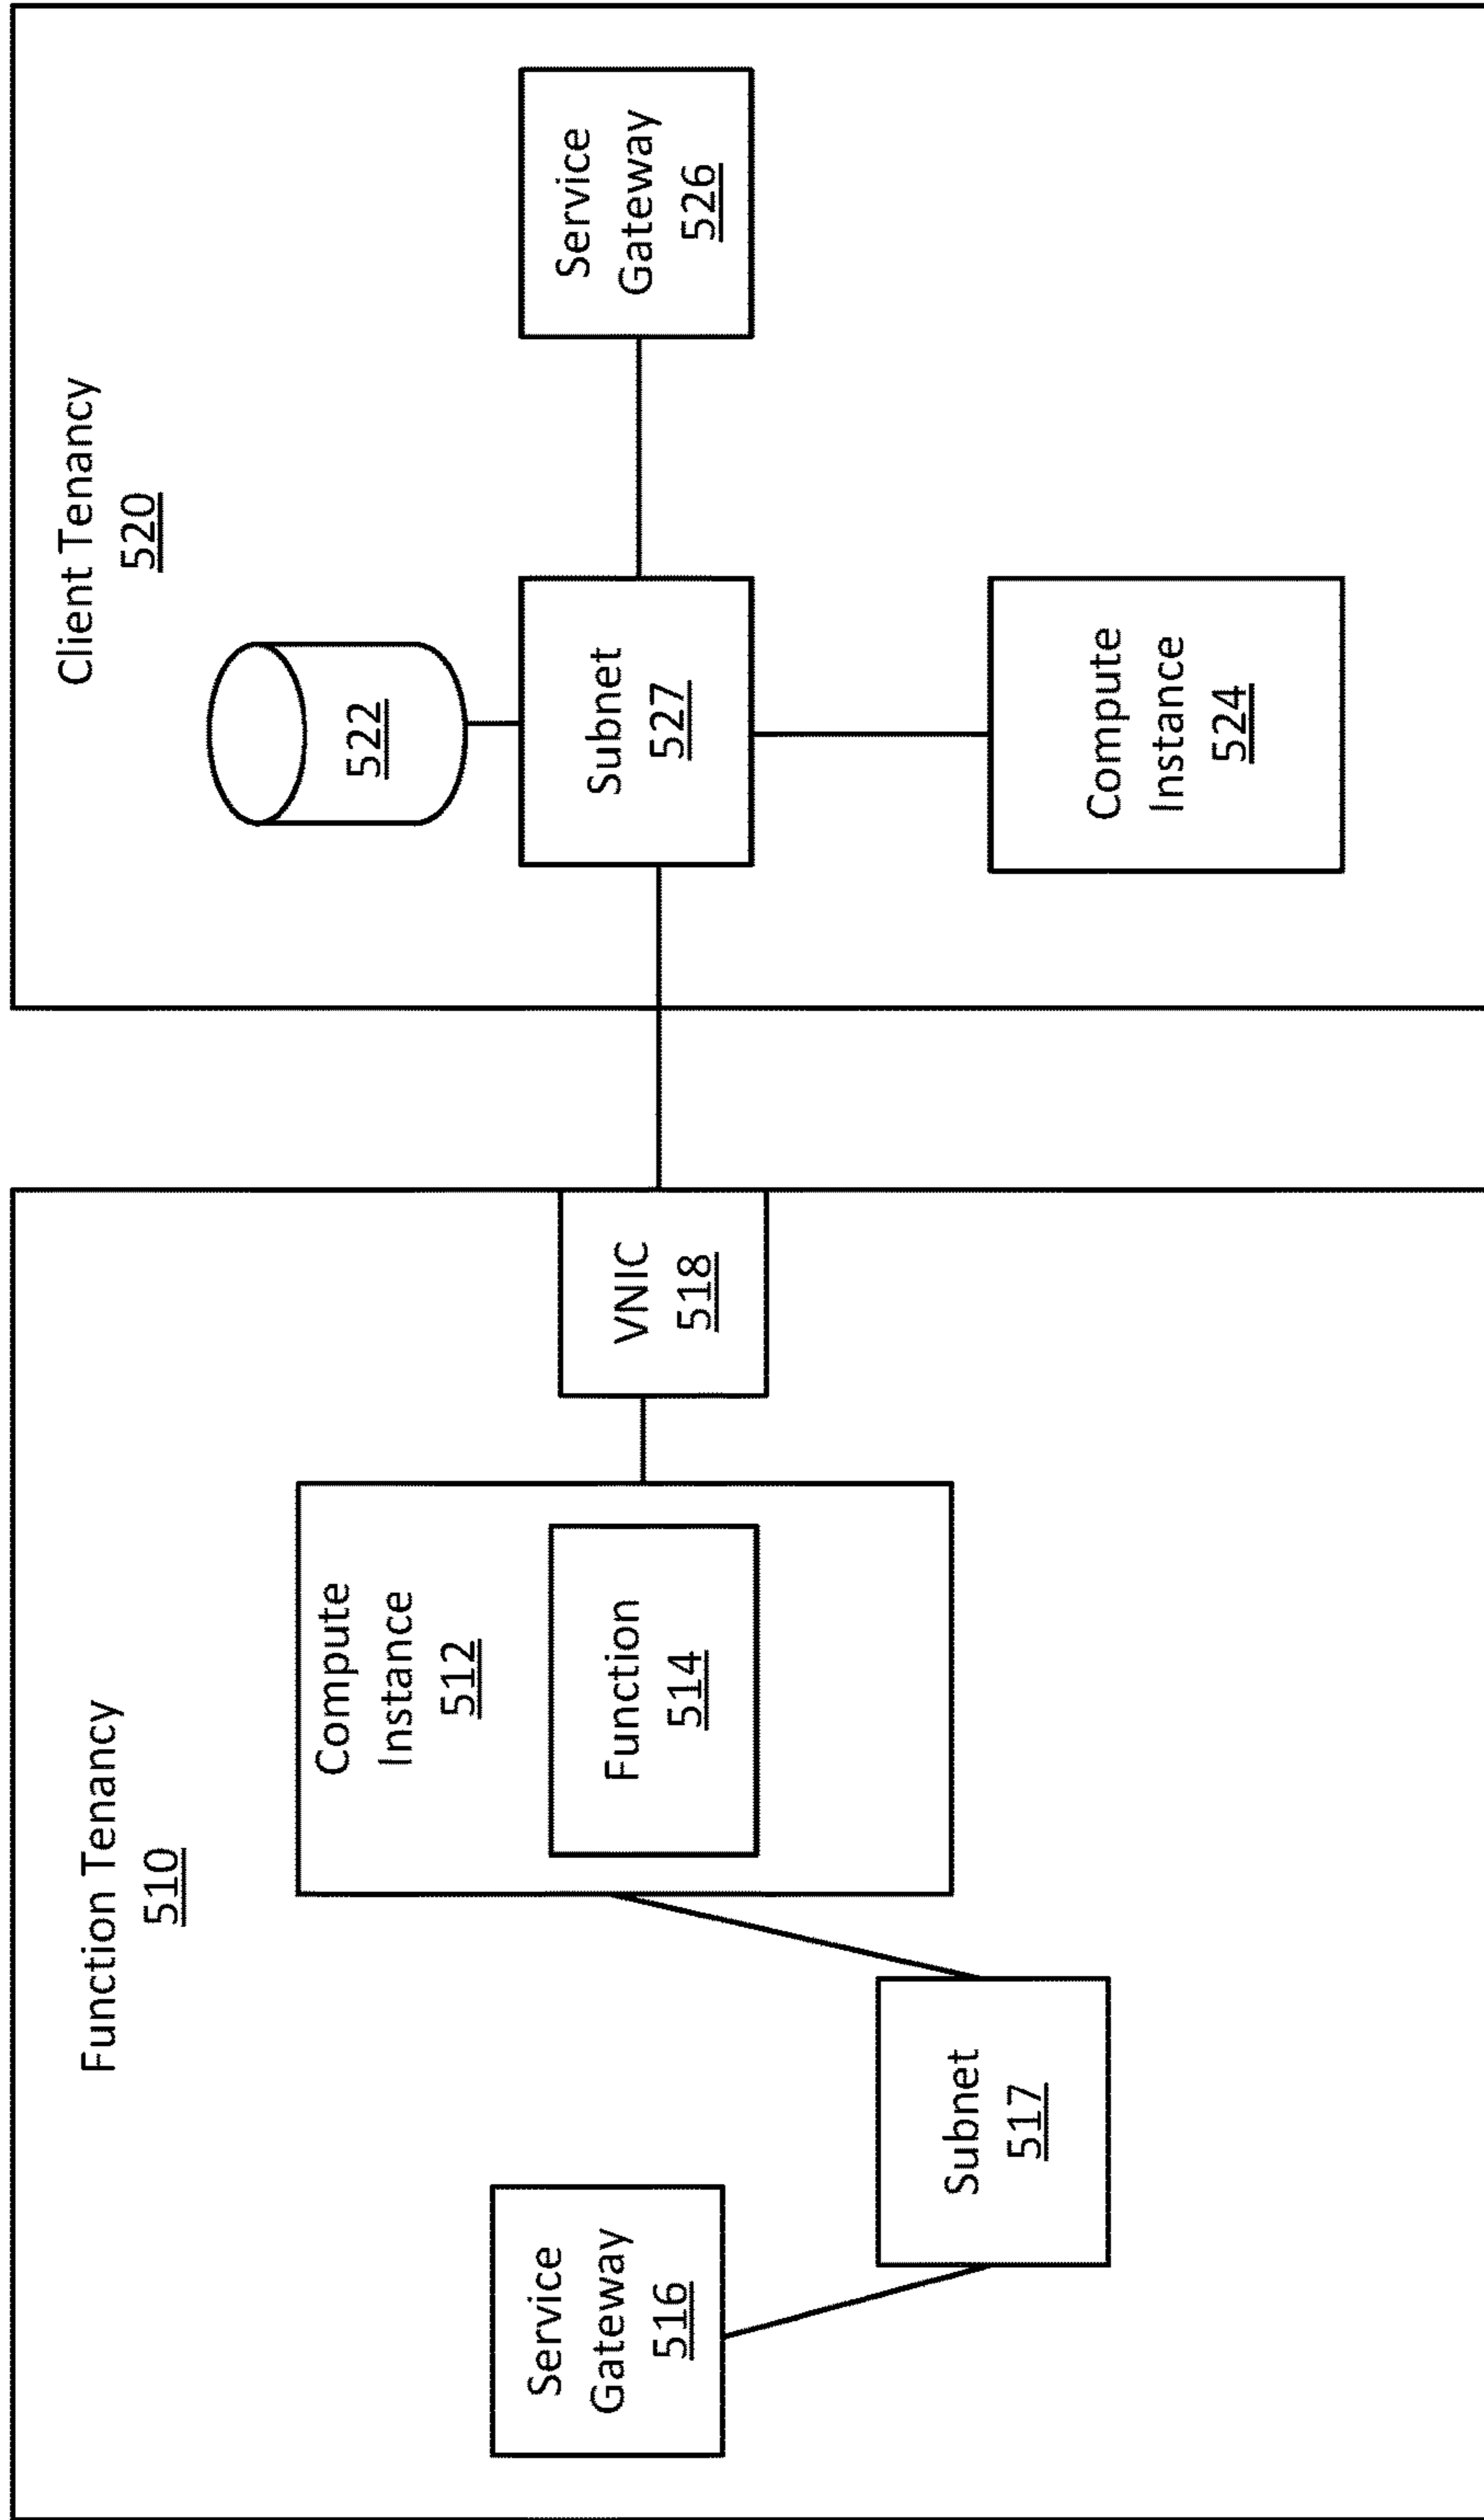 Function Tenancy
510
Service
Gateway
516
Subnet
517
Compute
Instance
512
Function
514
VNIC
518
Client Tenancy
520
522
Subnet
527
Compute
Instance
524
Service
Gateway
526